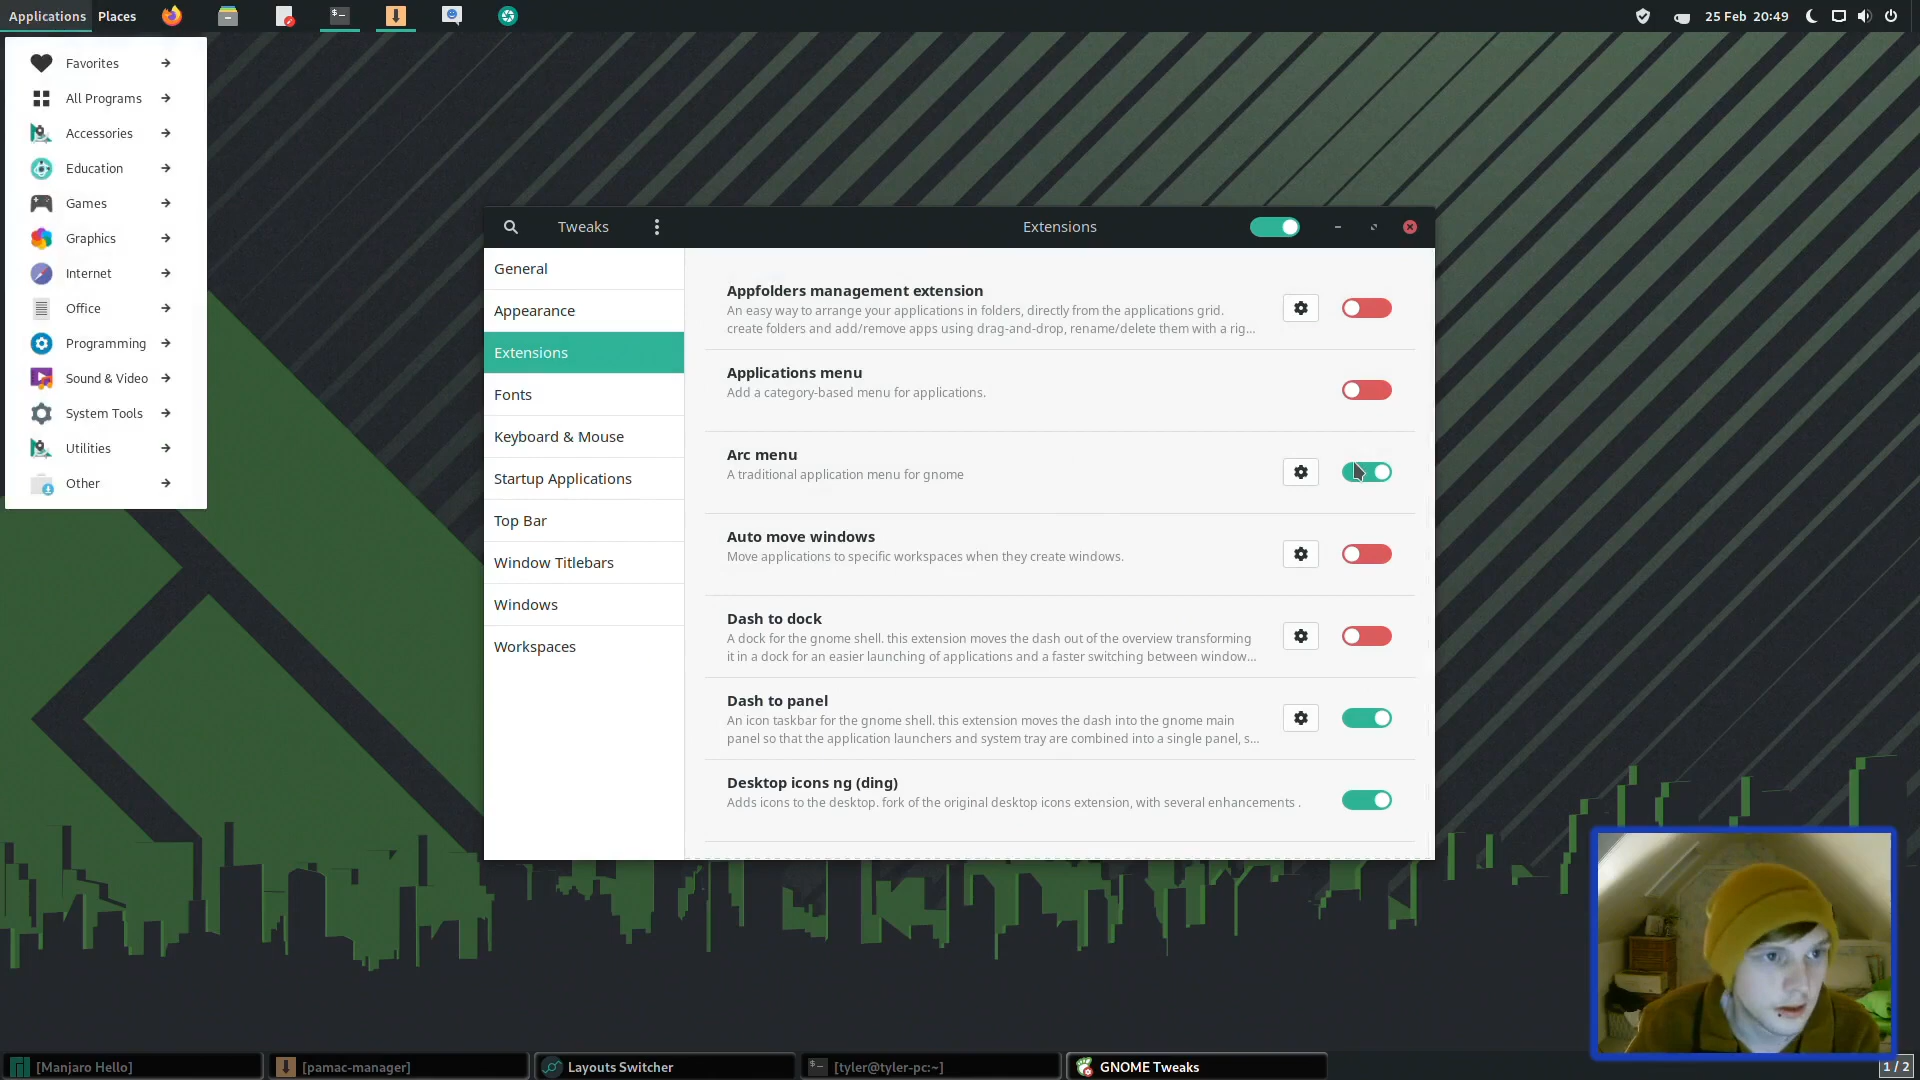 Applications Places
25 Feb 20:49
Favorites
All Programs
Accessories
Education
Games
Graphics
Internet
Office
Programming
Sound & Video
System Tools
Utilities
Other
Tweaks
Extensions
General
Appearance
Extensions
Fonts
Keyboard & Mouse
Startup Applications
Top Bar
Window Titlebars
Windows
Workspaces
Appfolders management extension
An easy way to arrange your applications in folders, directly from the applications grid.
create folders and add/remove apps using drag-and-drop, rename/delete them with a rig...
Applications menu
Add a category-based menu for applications.
Arc menu
A traditional application menu for gnome
Auto move windows
Move applications to specific workspaces when they create windows.
Dash to dock
A dock for the gnome shell. this extension moves the dash out of the overview transforming
it in a dock for an easier launching of applications and a faster switching between window...
Dash to panel
An icon taskbar for the gnome shell. this extension moves the dash into the gnome main
panel so that the application launchers and system tray are combined into a single panel, s...
Desktop icons ng (ding)
Adds icons to the desktop. fork of the original desktop icons extension, with several enhancements .
[Manjaro Hello]
[pamac-manager]
Layouts Switcher
[tyler@tyler-pc:~]
GNOME Tweaks
1 / 2